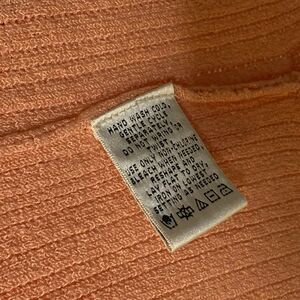 HAND WASH COLD,
GENTLE CYCLE
SEPARATELY.
DO NOT WRING OR
TWIST.
USE ONLY NON-CHLORINE
BLEACH WHEN NEEDED.
RESHAPE AND
LAY FLAT TO DRY.
IRON ON LOWEST
SETTING AS NEEDED